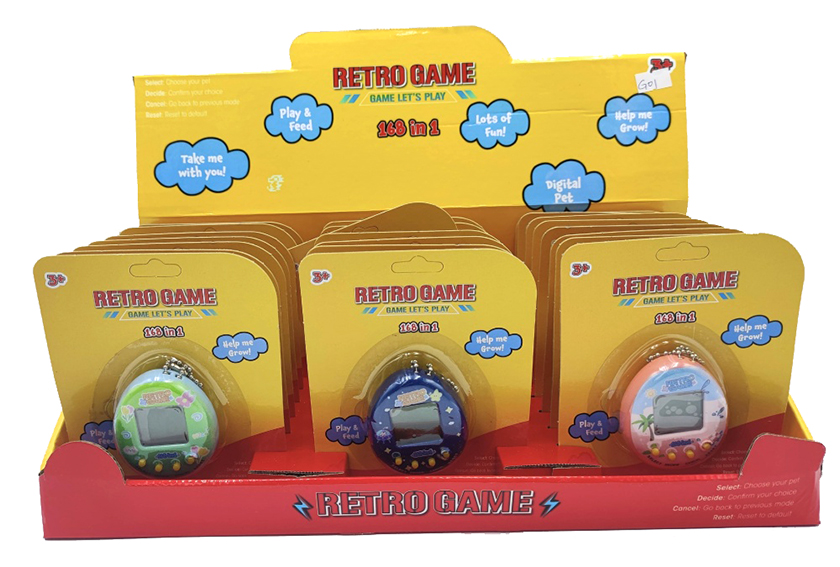 Select: Choose your pet
Decide: Confirm your choice
Cancel: Go back to previous mode
Reset: Reset to default
RETRO GAME
GAME LET'S PLAY
168 in 1
3+
G01
Play &
Feed
Lots of
Fun!
Help me
Grow!
Take me
with you!
Digital
Pet
3+
RETRO GAME
GAME LET'S PLAY
168 in 1
Help me
Grow!
Play &
Feed
3+
RETRO GAME
GAME LET'S PLAY
168 in 1
Help me
Grow!
Play &
Feed
3+
RETRO GAME
GAME LET'S PLAY
168 in 1
Help me
Grow!
Play &
Feed
RETRO GAME
Select: Choose your pet
Decide: Confirm your choice
Cancel: Go back to previous mode
Reset: Reset to default